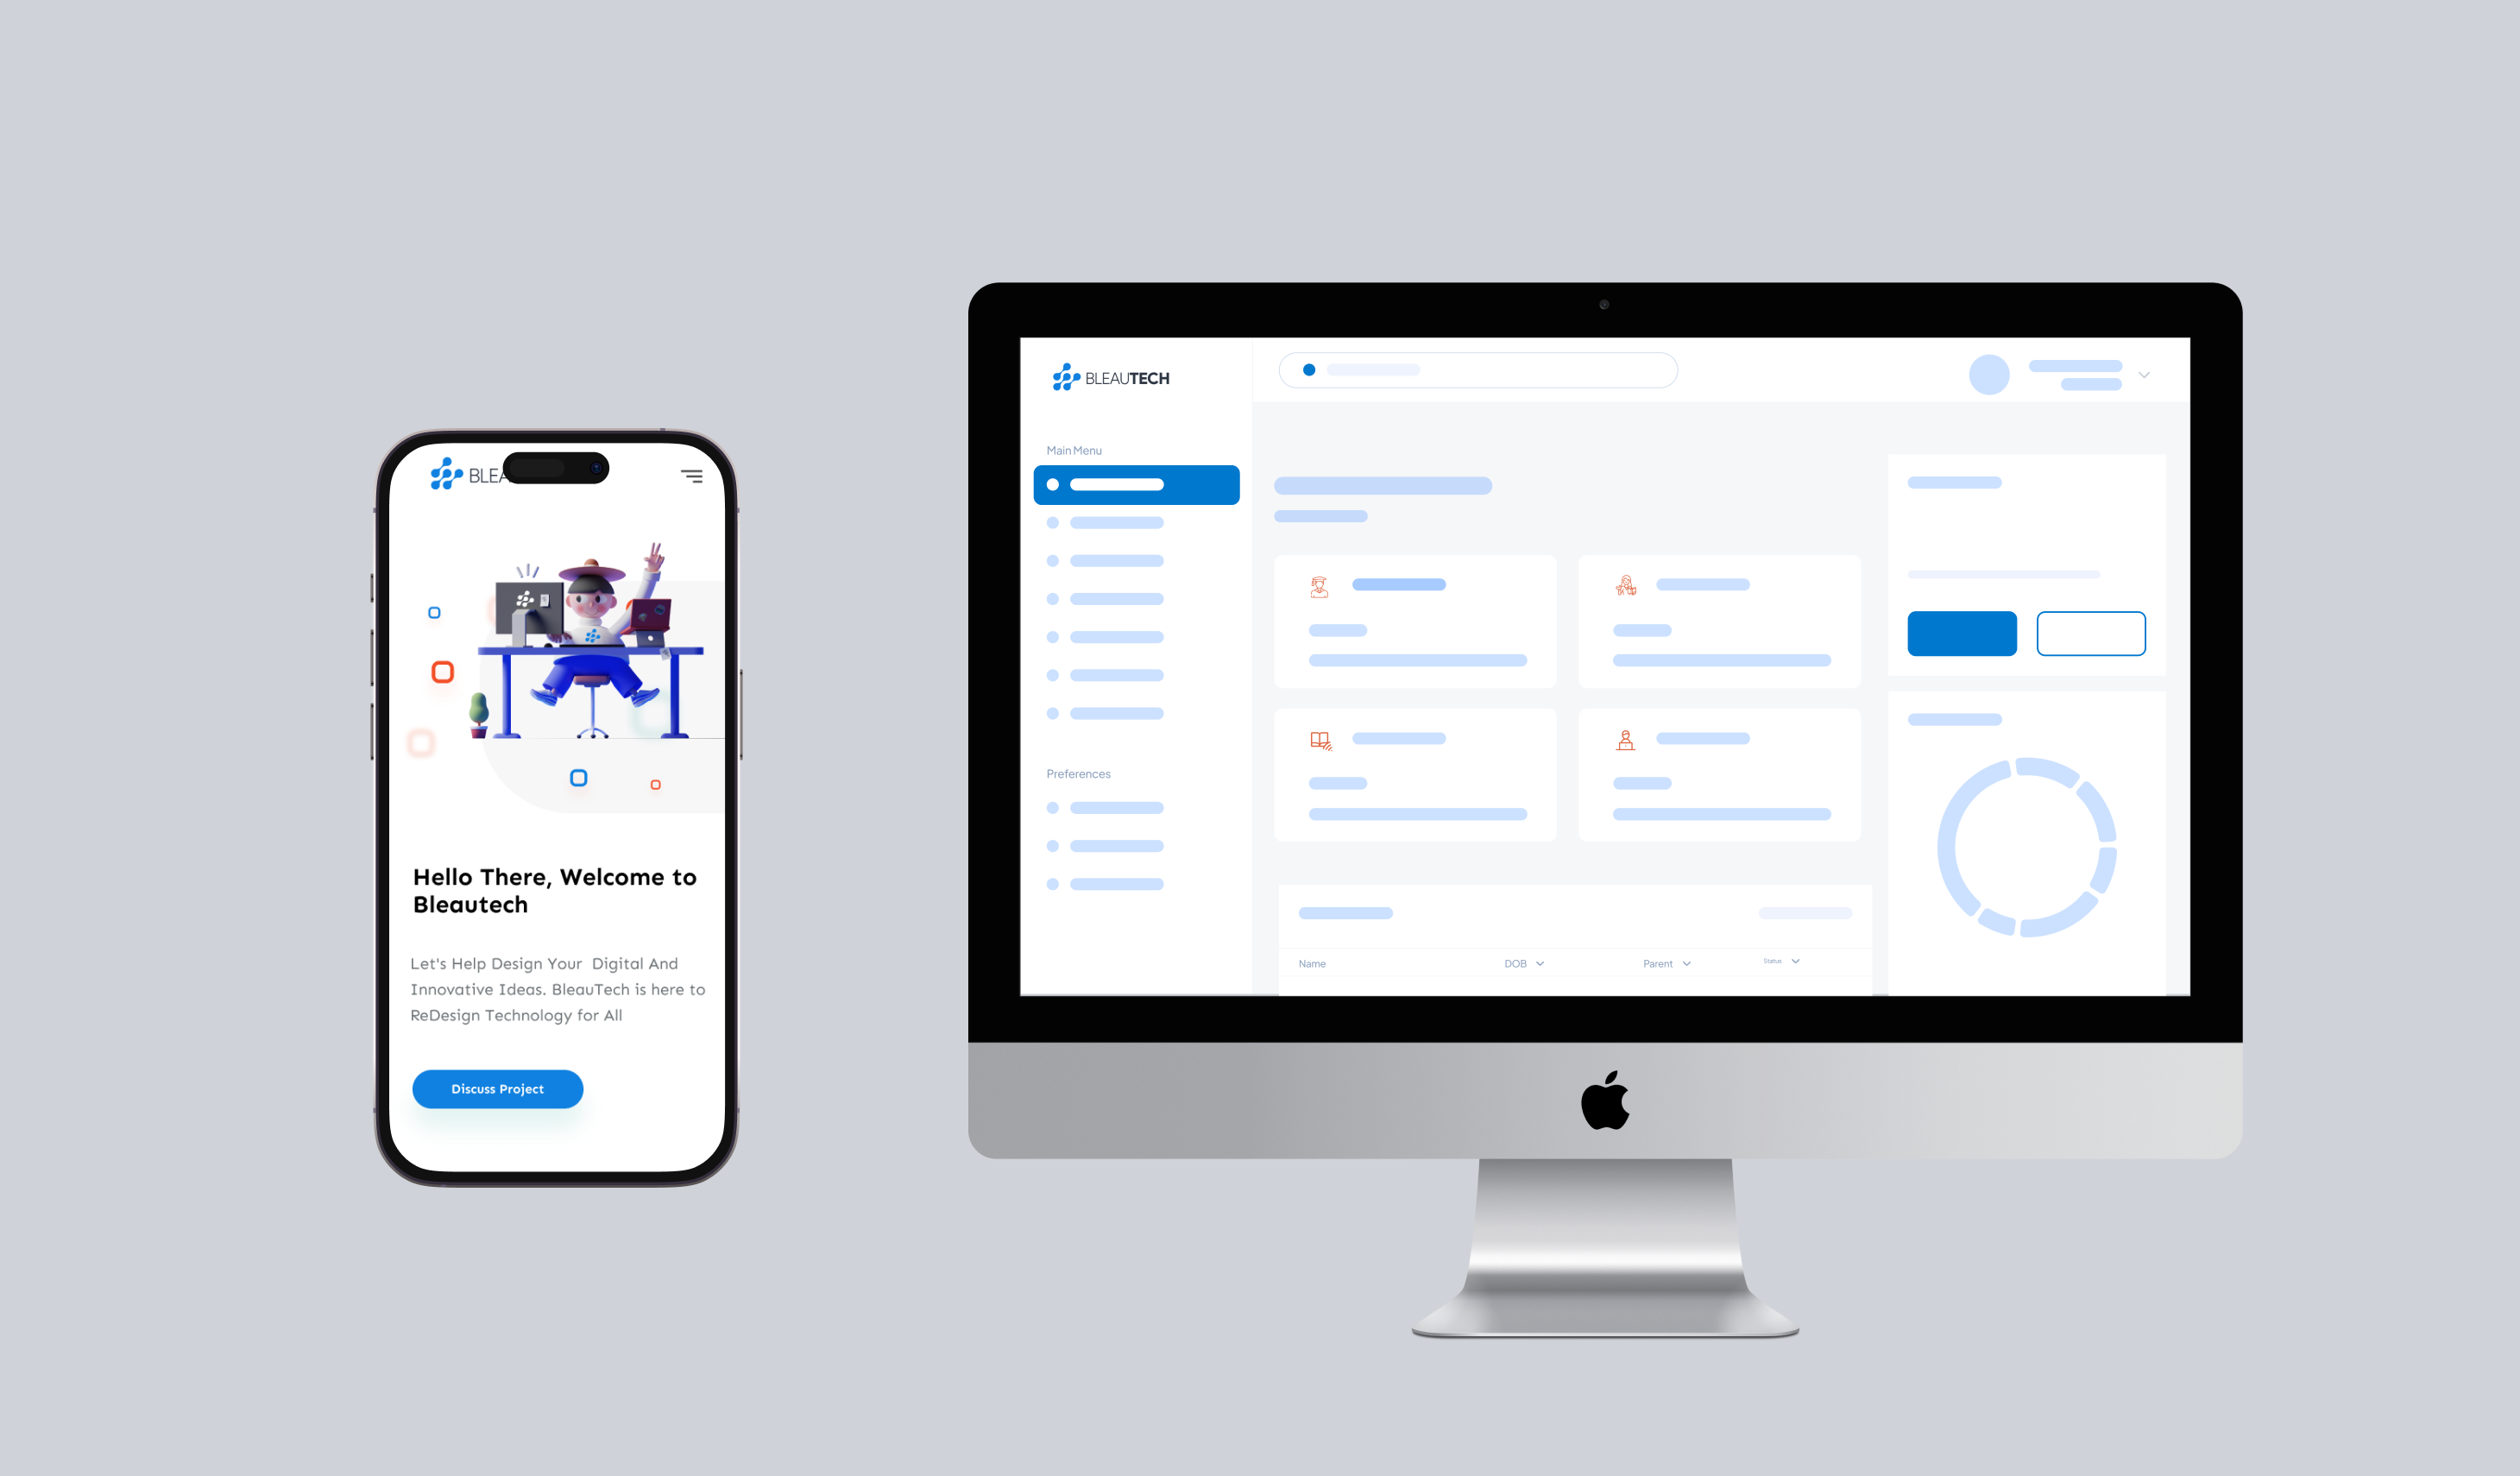 BLEA
Hello There, Welcome to
Bleautech
Let's Help Design Your  Digital And
Innovative Ideas. BleauTech is here to
ReDesign Technology for All
Discuss Project
BLEAUTECH
Main Menu
Preferences
Name DOB Parent Status